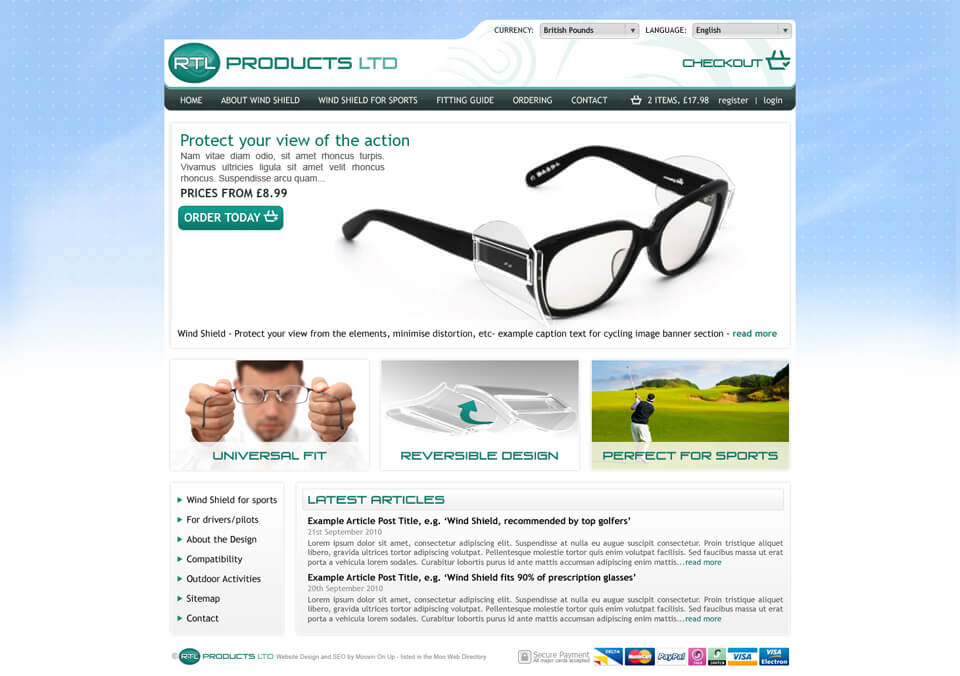 CURRENCY: British Pounds LANGUAGE: English
RTL PRODUCTS LTD
CHECKOUT
HOME ABOUT WIND SHIELD WIND SHIELD FOR SPORTS FITTING GUIDE ORDERING CONTACT 2 ITEMS, £17.98 register | login
Protect your view of the action
Nam vitae diam odio, sit amet rhoncus turpis.
Vivamus ultricies ligula sit amet velit rhoncus
rhoncus. Suspendisse arcu quam...
PRICES FROM £8.99
ORDER TODAY
Wind Shield - Protect your view from the elements, minimise distortion, etc- example caption text for cycling image banner section - read more
UNIVERSAL FIT
REVERSIBLE DESIGN
PERFECT FOR SPORTS
Wind Shield for sports
For drivers/pilots
About the Design
Compatibility
Outdoor Activities
Sitemap
Contact
LATEST ARTICLES
Example Article Post Title, e.g. ‘Wind Shield, recommended by top golfers’
21st September 2010
Lorem ipsum dolor sit amet, consectetur adipiscing elit. Suspendisse at nulla eu augue suscipit consectetur. Proin tristique aliquet
libero, gravida ultrices tortor adipiscing volutpat. Pellentesque molestie tortor quis enim volutpat facilisis. Sed faucibus massa ut erat
porta a vehicula lorem sodales. Curabitur lobortis purus id ante mattis accumsan adipiscing enim mattis...read more
Example Article Post Title, e.g. ‘Wind Shield fits 90% of prescription glasses’
20th September 2010
Lorem ipsum dolor sit amet, consectetur adipiscing elit. Suspendisse at nulla eu augue suscipit consectetur. Proin tristique aliquet
libero, gravida ultrices tortor adipiscing volutpat. Pellentesque molestie tortor quis enim volutpat facilisis. Sed faucibus massa ut erat
porta a vehicula lorem sodales. Curabitur lobortis purus id ante mattis accumsan adipiscing enim mattis...read more
© RTL PRODUCTS LTD Website Design and SEO by Moovin On Up - listed in the Moo Web Directory
Secure Payment
All major cards accepted
DELTA MasterCard PayPal SOLO SWITCH VISA VISA Electron